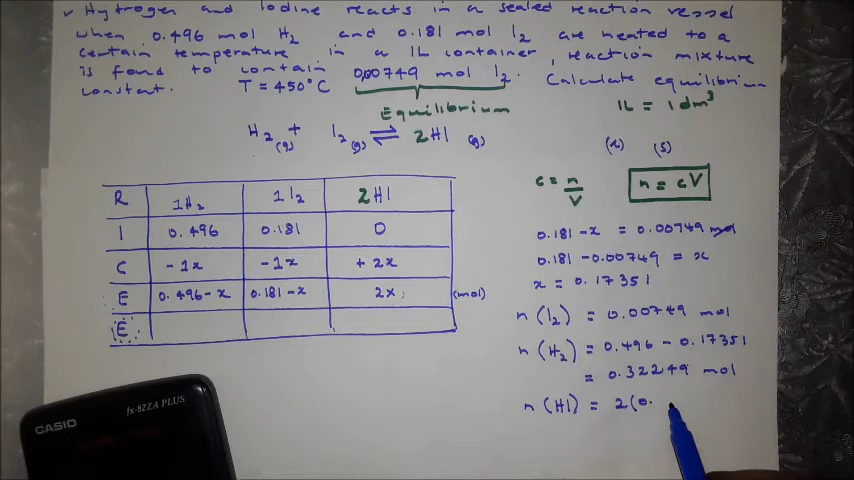 Hydrogen and Iodine reacts in a sealed reaction vessel
when 0.496 mol H2 and 0.181 mol I2 are heated to a
certain temperature in a 1L container, reaction mixture
is found to contain 0,00749 mol I2. Calculate equilibrium
constant. T = 450°C
Equilibrium
1L = 1 dm3
H2(g) + I2(g) ⇌ 2HI (g)
(l) (s)
R 1H2 1I2 2HI
I 0.496 0.181 0
C -1x -1x +2x
E 0.496-x 0.181-x 2x (mol)
E
c = n/V n = cV
0.181-x = 0.00749 mol
0.181-0.00749 = x
x = 0.17351
n (I2) = 0.00749 mol
n (H2) = 0.496 - 0.17351
= 0.32249 mol
n (HI) = 2(0.
CASIO fx-82ZA PLUS